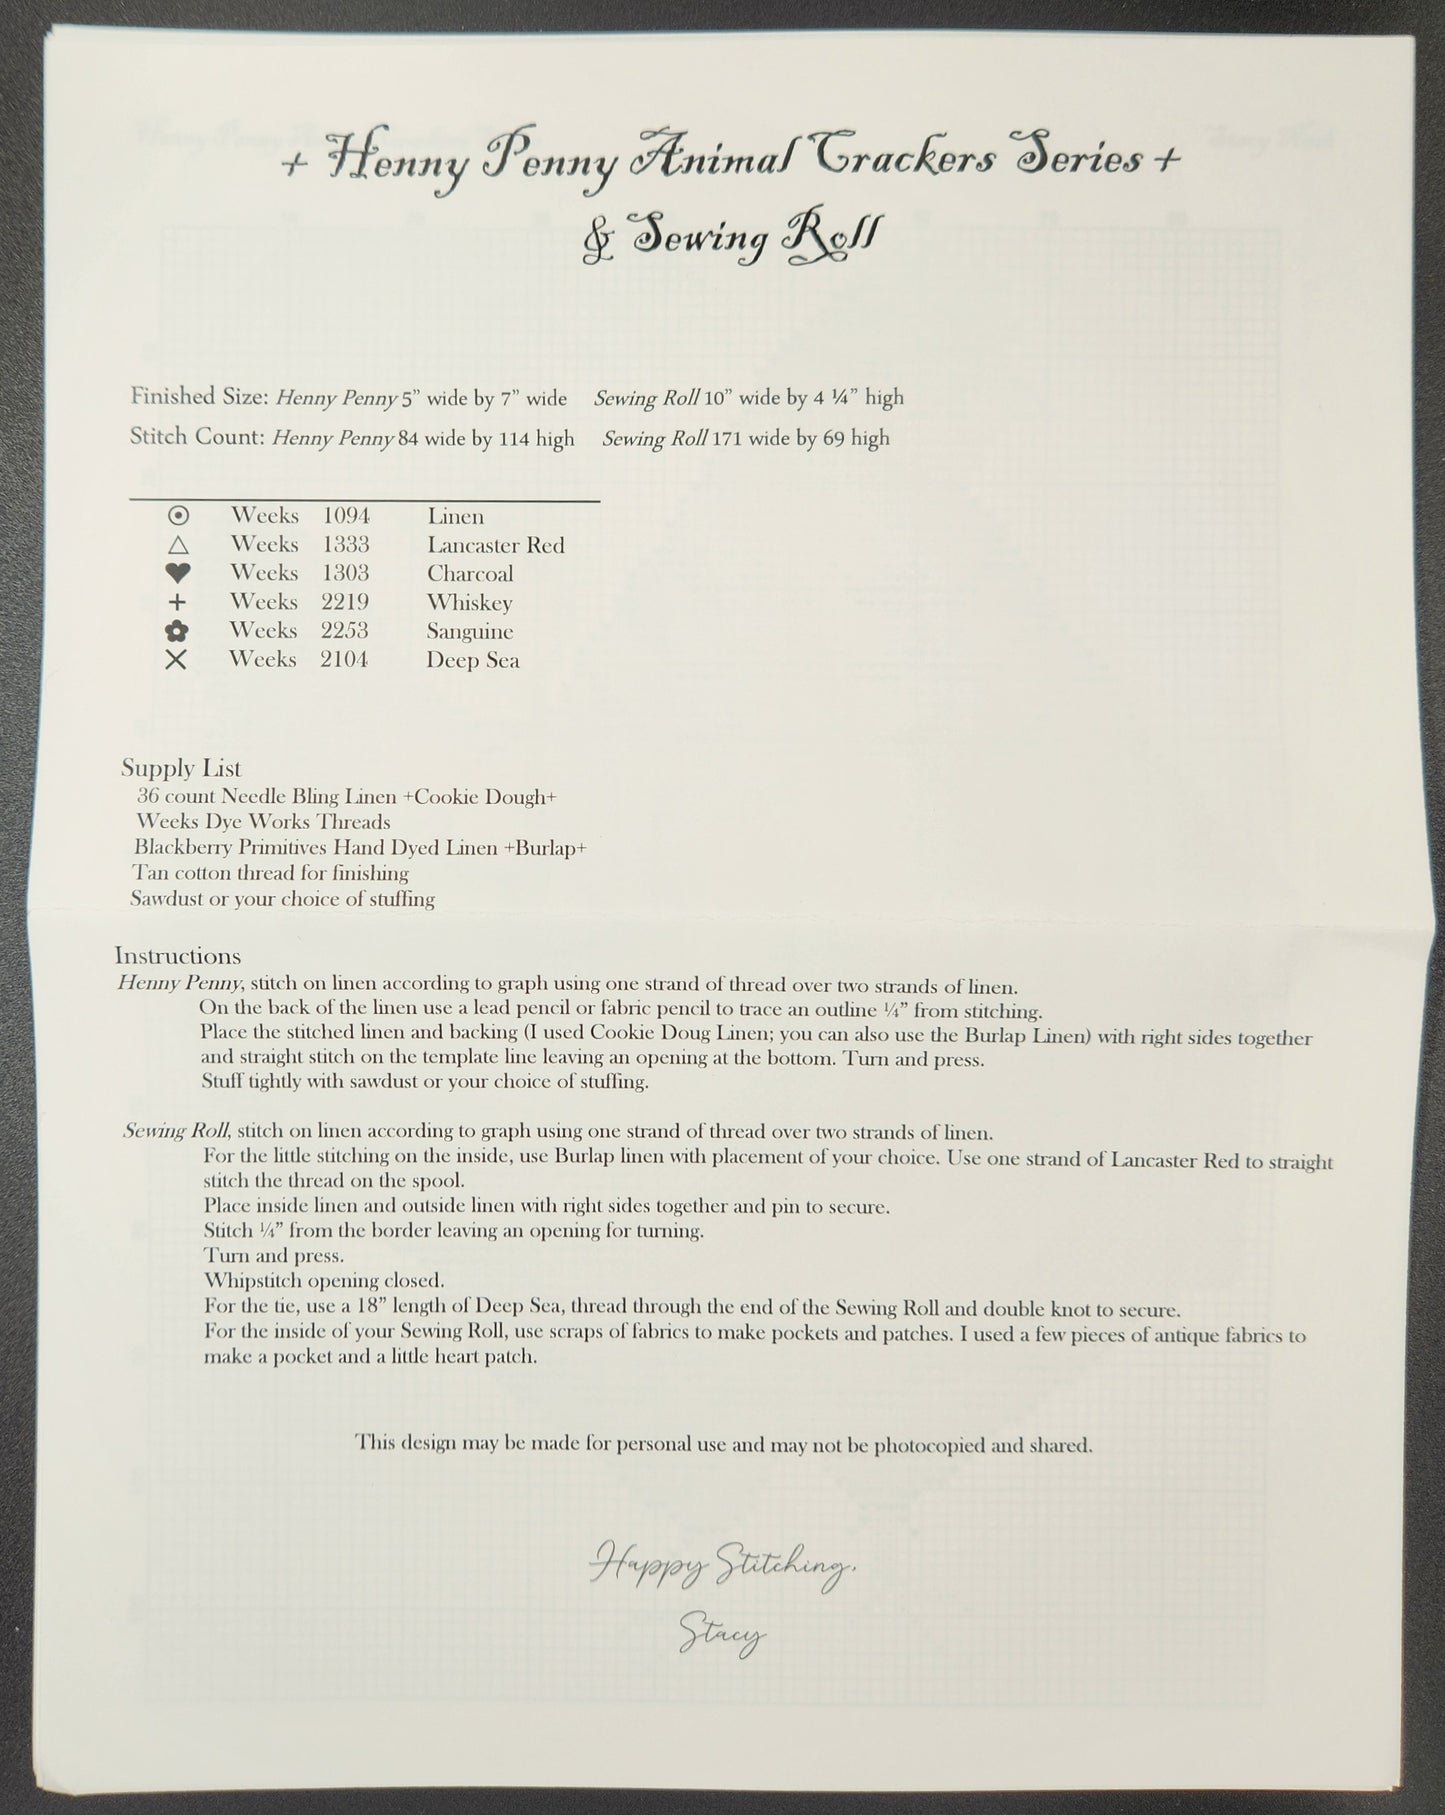 + Henny Penny Animal Crackers Series +
& Sewing Roll
Finished Size: Henny Penny 5” wide by 7” wide Sewing Roll 10” wide by 4 ¼” high
Stitch Count: Henny Penny 84 wide by 114 high Sewing Roll 171 wide by 69 high
Weeks 1094 Linen
Weeks 1333 Lancaster Red
Weeks 1303 Charcoal
+ Weeks 2219 Whiskey
Weeks 2253 Sanguine
Weeks 2104 Deep Sea
Supply List
36 count Needle Bling Linen +Cookie Dough+
Weeks Dye Works Threads
Blackberry Primitives Hand Dyed Linen +Burlap+
Tan cotton thread for finishing
Sawdust or your choice of stuffing
Instructions
Henny Penny, stitch on linen according to graph using one strand of thread over two strands of linen.
On the back of the linen use a lead pencil or fabric pencil to trace an outline ¼” from stitching.
Place the stitched linen and backing (I used Cookie Doug Linen; you can also use the Burlap Linen) with right sides together
and straight stitch on the template line leaving an opening at the bottom. Turn and press.
Stuff tightly with sawdust or your choice of stuffing.
Sewing Roll, stitch on linen according to graph using one strand of thread over two strands of linen.
For the little stitching on the inside, use Burlap linen with placement of your choice. Use one strand of Lancaster Red to straight
stitch the thread on the spool.
Place inside linen and outside linen with right sides together and pin to secure.
Stitch ¼” from the border leaving an opening for turning.
Turn and press.
Whipstitch opening closed.
For the tie, use a 18” length of Deep Sea, thread through the end of the Sewing Roll and double knot to secure.
For the inside of your Sewing Roll, use scraps of fabrics to make pockets and patches. I used a few pieces of antique fabrics to
make a pocket and a little heart patch.
This design may be made for personal use and may not be photocopied and shared.
Happy Stitching,
Stacy